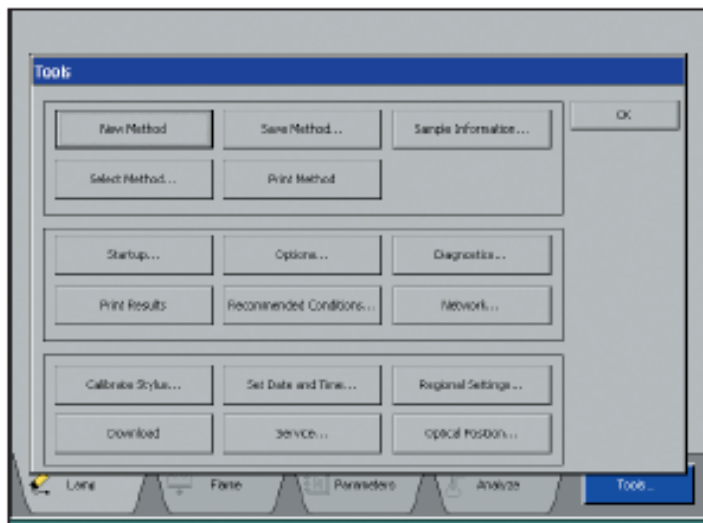 Tools
New Method
Save Method...
Sample Information...
OK
Select Method...
Print Method
Startup...
Options...
Diagnostics...
Print Results
Recommended Conditions...
Network...
Calibrate Stylus...
Set Date and Time...
Regional Settings...
Download
Service...
Optical Position...
Lamp
Flame
Parameters
Analyze
Tools...